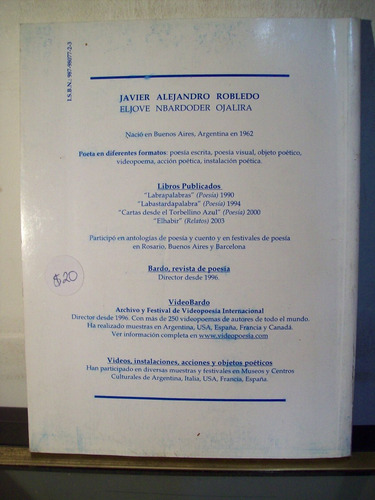 I.S.B.N.: 987-98077-2-3
JAVIER ALEJANDRO ROBLEDO
ELJOVE NBARDODER OJALIRA
Nació en Buenos Aires, Argentina en 1962
Poeta en diferentes formatos: poesía escrita, poesía visual, objeto poético,
videopoema, acción poética, instalación poética.
Libros Publicados
"Labrapalabras" (Poesía) 1990
"Labastardapalabra" (Poesía) 1994
"Cartas desde el Torbellino Azul" (Poesía) 2000
"Elhabir" (Relatos) 2003
Participó en antologías de poesía y cuento y en festivales de poesía
en Rosario, Buenos Aires y Barcelona
Bardo, revista de poesía
Director desde 1996.
VideoBardo
Archivo y Festival de Videopoesía Internacional
Director desde 1996. Con más de 250 videopoemas de autores de todo el mundo.
Ha realizado muestras en Argentina, USA, España, Francia y Canadá.
Ver información completa en www.videopoesia.com
Videos, instalaciones, acciones y objetos poéticos
Han participado en diversas muestras y festivales en Museos y Centros
Culturales de Argentina, Italia, USA, Francia, España.
$20